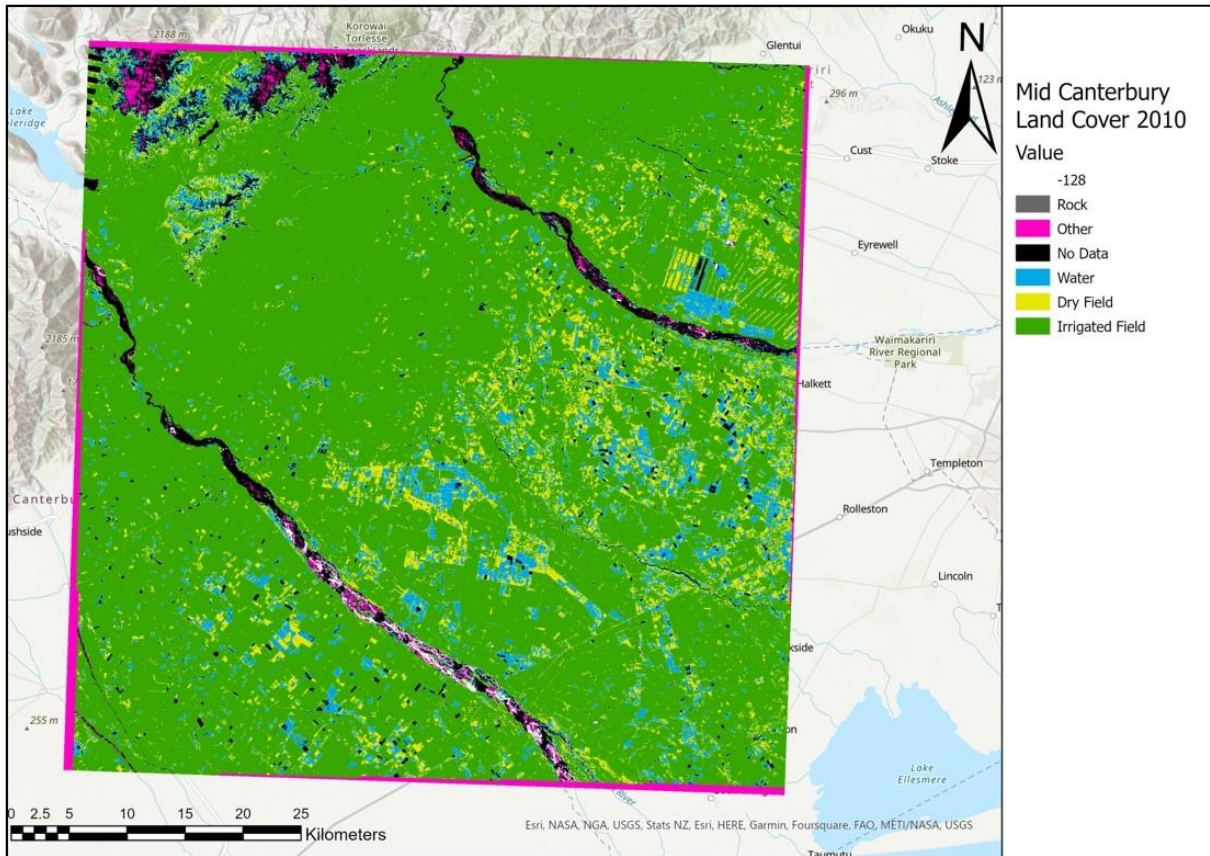 2188 m
Korowai
Torlesse
Glentui
Okuku
N
123 m
296 m
Lake
Cust
Stoke
Eyrewell
2185 m
Waimakariri
River Regional
Park
Halkett
Templeton
Rolleston
Canterbu
ushside
Lincoln
kside
255 m
on
Lake
Ellesmere
River
Taumutu
0 2.5 5 10 15 20 25
Kilometers
Esri, NASA, NGA, USGS, Stats NZ, Esri, HERE, Garmin, Foursquare, FAO, METI/NASA, USGS
Mid Canterbury
Land Cover 2010
Value
-128
Rock
Other
No Data
Water
Dry Field
Irrigated Field